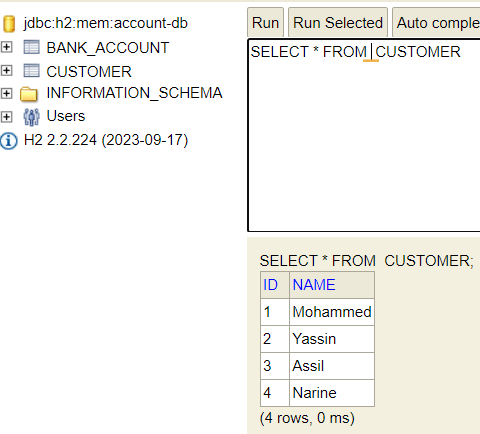 jdbc:h2:mem:account-db
BANK_ACCOUNT
CUSTOMER
INFORMATION_SCHEMA
Users
H2 2.2.224 (2023-09-17)
Run Run Selected Auto comple
SELECT * FROM CUSTOMER
SELECT * FROM  CUSTOMER;
ID NAME
1 Mohammed
2 Yassin
3 Assil
4 Narine
(4 rows, 0 ms)